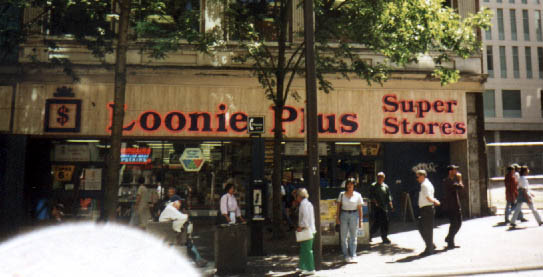 $
Loonie Plus
Super
Stores